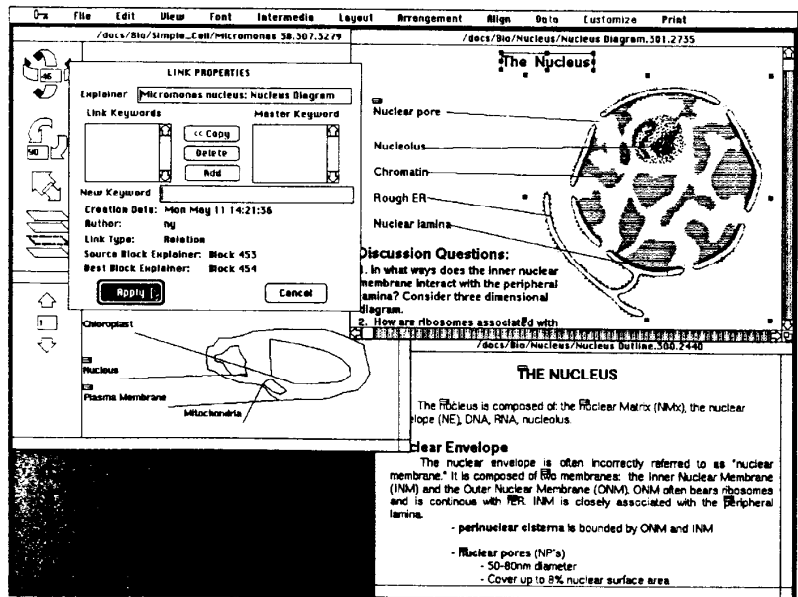 File Edit View Font Intermedia Layout Arrangement Align Data Customize Print
/docs/Bio/Simple_Cell/Micromonas 38.307.3279
46
90
1
LINK PROPERTIES
Explainer Micromonas nucleus: Nucleus Diagram
Link Keywords Master Keyword
<< Copy
Delete
Add
New Keyword
Creation Date: Mon May 11 14:21:36
Author: ny
Link Type: Relation
Source Block Explainer: Block 453
Dest Block Explainer: Block 454
Apply Cancel
Chloroplast
Nucleus
Plasma Membrane
Mitochondria
/docs/Bio/Nucleus/Nucleus Diagram.301.2735
The Nucleus
Nuclear pore
Nucleolus
Chromatin
Rough ER
Nuclear lamina
Discussion Questions:
1. In what ways does the inner nuclear
membrane interact with the peripheral
lamina? Consider three dimensional
diagram.
2. How are ribosomes associated with
/docs/Bio/Nucleus/Nucleus Outline.300.2440
THE NUCLEUS
The nucleus is composed of: the Nuclear Matrix (NMx), the nuclear
elope (NE), DNA, RNA, nucleolus.
clear Envelope
The nuclear envelope is often incorrectly referred to as "nuclear
membrane." It is composed of two membranes: the Inner Nuclear Membrane
(INM) and the Outer Nuclear Membrane (ONM). ONM often bears ribosomes
and is continous with rER. INM is closely associated with the peripheral
lamina.
- perinuclear cisterna is bounded by ONM and INM
- Nuclear pores (NP's)
- 50-80nm diameter
- Cover up to 8% nuclear surface area